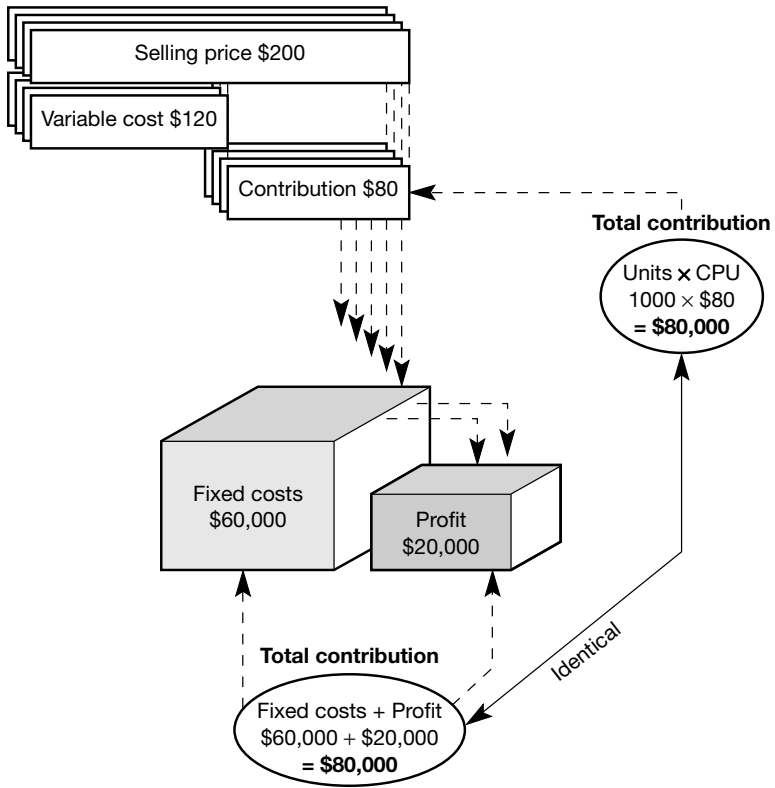 Selling price $200
Variable cost $120
Contribution $80
Total contribution
Units × CPU
1000 × $80
= $80,000
Fixed costs
$60,000
Profit
$20,000
Identical
Total contribution
Fixed costs + Profit
$60,000 + $20,000
= $80,000